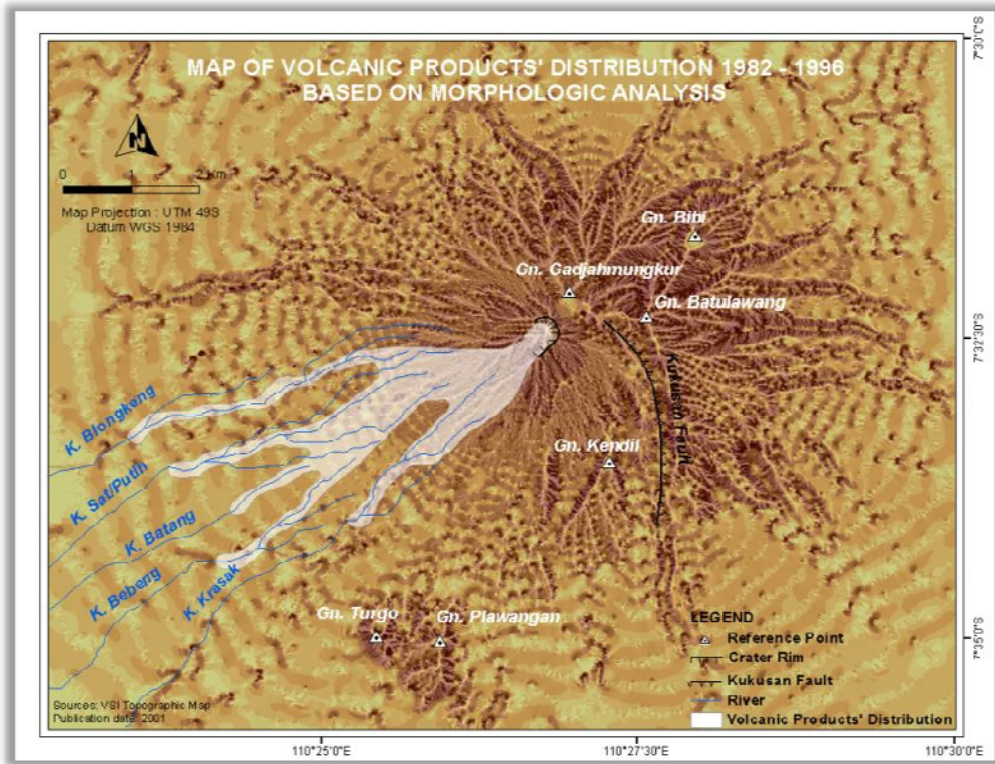 MAP OF VOLCANIC PRODUCTS' DISTRIBUTION 1982 - 1996
BASED ON MORPHOLOGIC ANALYSIS
N
0 1 2 Km
Map Projection : UTM 49S
Datum WGS 1984
Gn. Bibi
Gn. Gadjahmungkur
Gn. Batulawang
Kukusan Fault
Gn. Kendil
K. Blongkeng
K. Sat/Putih
K. Batang
K. Bebeng
K. Krasak
Gn. Turgo
Gn. Plawangan
LEGEND
Reference Point
Crater Rim
Kukusan Fault
River
Volcanic Products' Distribution
Sources: VSI Topographic Map
Publication date: 2001
110°25'0"E
110°27'30"E
110°30'0"E
7°30'0"S
7°32'30"S
7°35'0"S